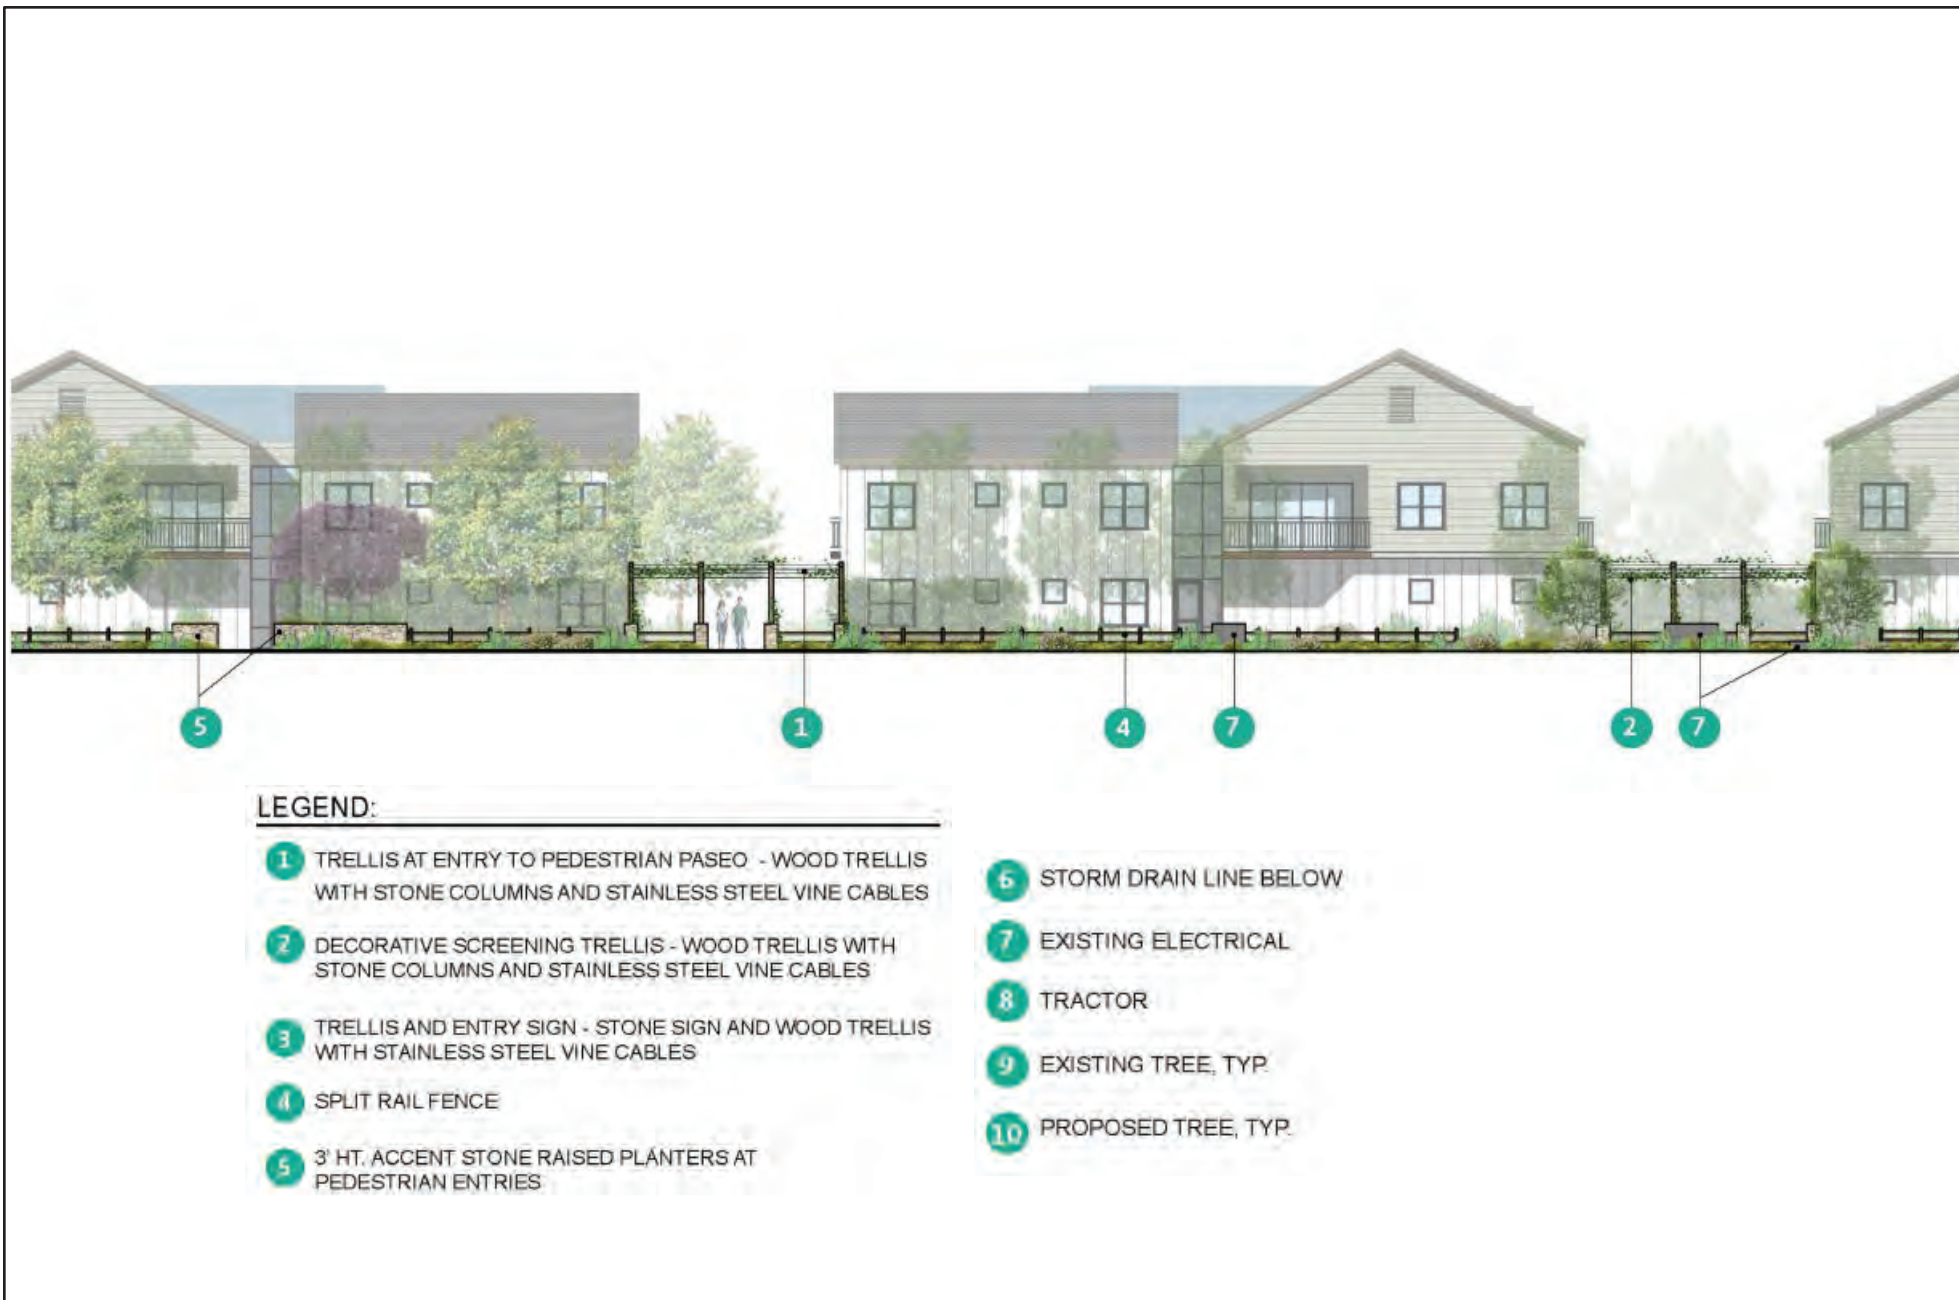 5
1
4
7
2
7
LEGEND:
1 TRELLIS AT ENTRY TO PEDESTRIAN PASEO - WOOD TRELLIS
WITH STONE COLUMNS AND STAINLESS STEEL VINE CABLES
2 DECORATIVE SCREENING TRELLIS - WOOD TRELLIS WITH
STONE COLUMNS AND STAINLESS STEEL VINE CABLES
3 TRELLIS AND ENTRY SIGN - STONE SIGN AND WOOD TRELLIS
WITH STAINLESS STEEL VINE CABLES
4 SPLIT RAIL FENCE
5 3' HT. ACCENT STONE RAISED PLANTERS AT
PEDESTRIAN ENTRIES
6 STORM DRAIN LINE BELOW
7 EXISTING ELECTRICAL
8 TRACTOR
9 EXISTING TREE, TYP.
10 PROPOSED TREE, TYP.